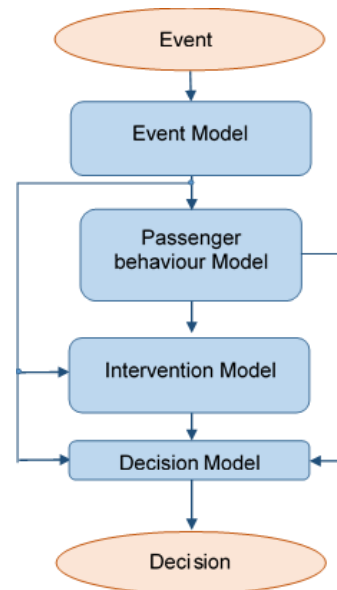 Event
Event Model
Passenger
behaviour Model
Intervention Model
Decision Model
Decision